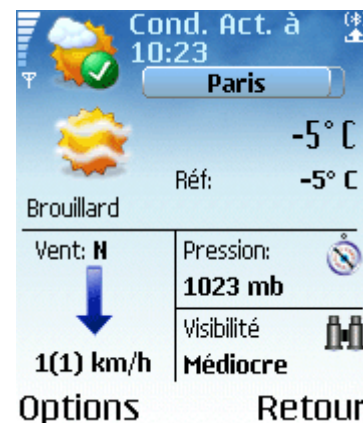 Cond. Act. à
10:23
Paris
-5° C
Réf: -5° C
Brouillard
Vent: N
1(1) km/h
Pression:
1023 mb
Visibilité
Médiocre
Options Retour